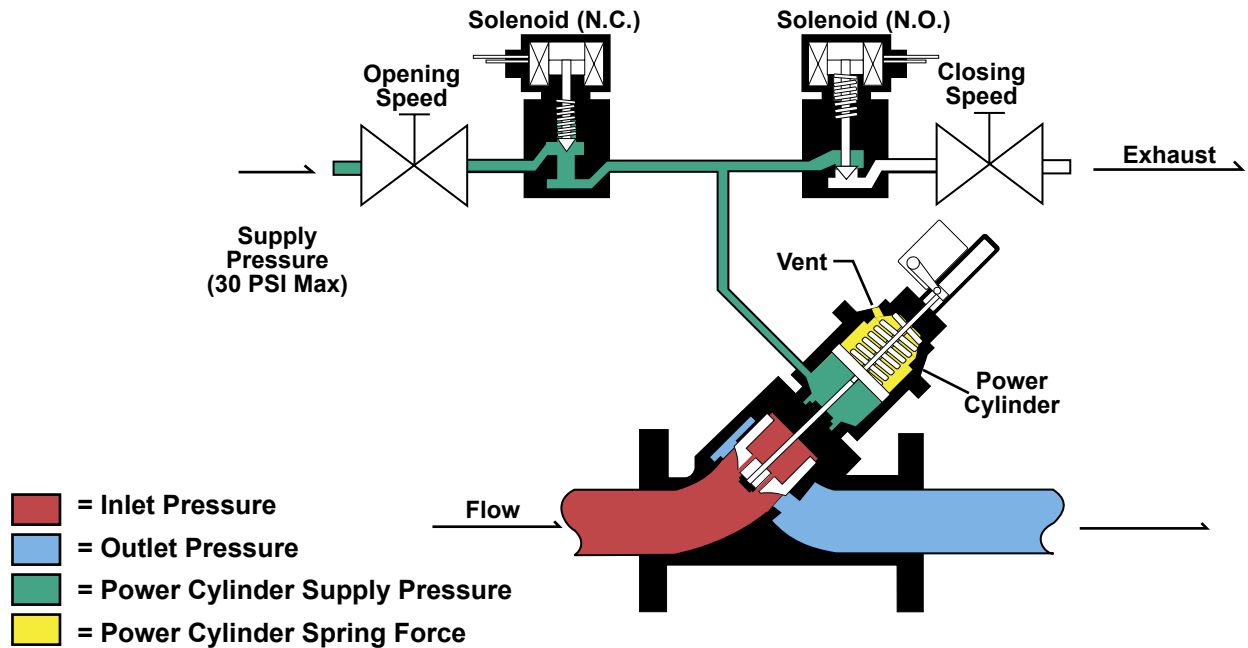 Solenoid (N.C.)
Solenoid (N.O.)
Opening
Speed
Closing
Speed
Exhaust
Supply
Pressure
(30 PSI Max)
Vent
Power
Cylinder
Flow
= Inlet Pressure
= Outlet Pressure
= Power Cylinder Supply Pressure
= Power Cylinder Spring Force